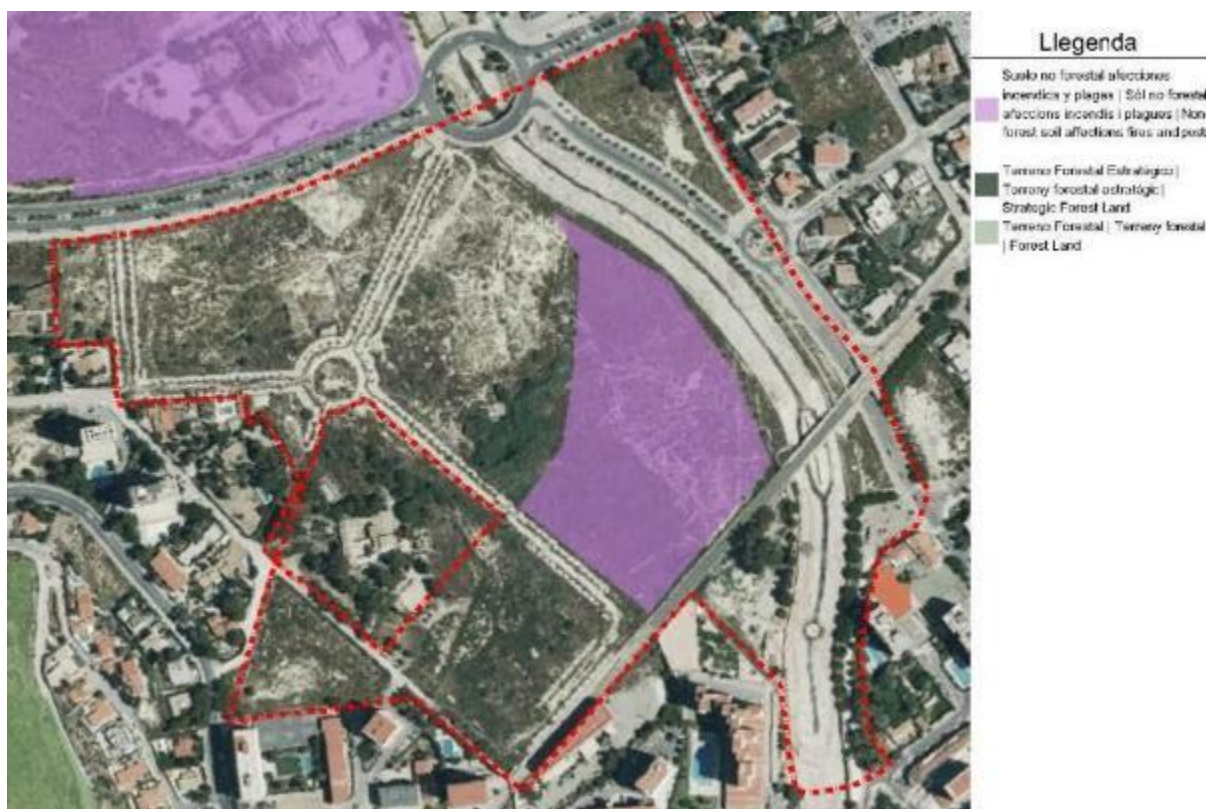 Llegenda
Suelo no forestal afecciones
incendios y plagas | Sòl no forestal
afeccions incendis i plagues | Non
forest soil affections fires and pests
Terreno Forestal Estratégico |
Terreny forestal estratègic |
Strategic Forest Land
Terreno Forestal | Terreny forestal
| Forest Land